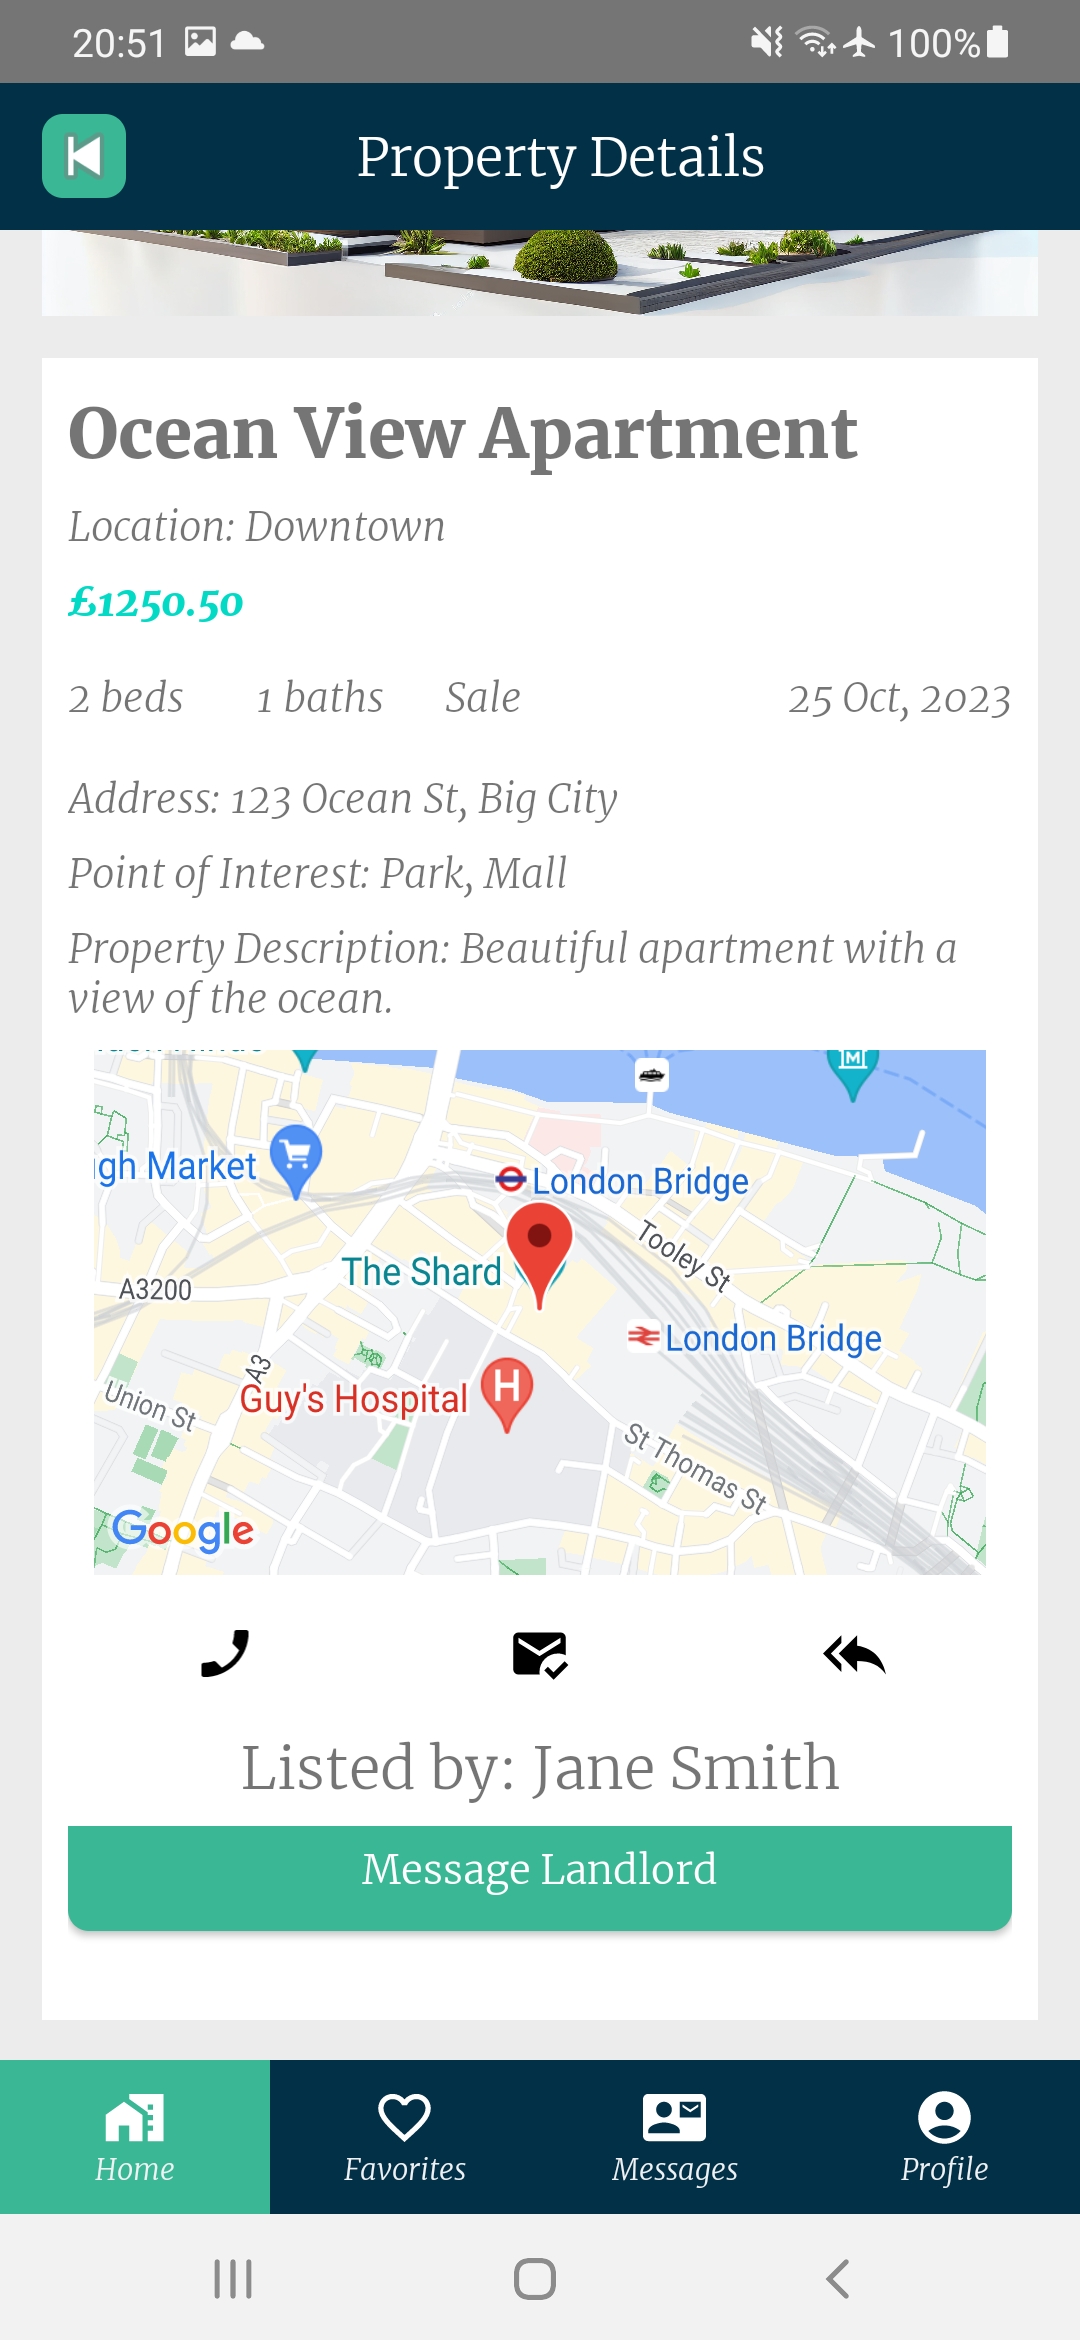 20:51
100%
Property Details
Ocean View Apartment
Location: Downtown
£1250.50
2 beds 1 baths Sale 25 Oct, 2023
Address: 123 Ocean St, Big City
Point of Interest: Park, Mall
Property Description: Beautiful apartment with a
view of the ocean.
igh Market
London Bridge
Tooley St
The Shard
A3200
London Bridge
A3
Guy's Hospital
Union St
St Thomas St
Google
Listed by: Jane Smith
Message Landlord
Home Favorites Messages Profile